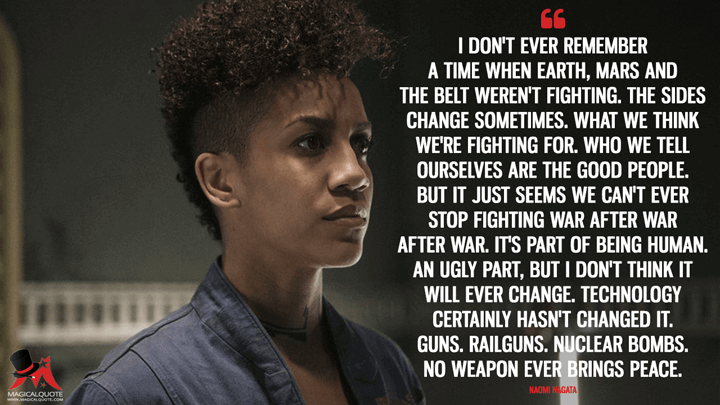 I DON'T EVER REMEMBER
A TIME WHEN EARTH, MARS AND
THE BELT WEREN'T FIGHTING. THE SIDES
CHANGE SOMETIMES. WHAT WE THINK
WE'RE FIGHTING FOR. WHO WE TELL
OURSELVES ARE THE GOOD PEOPLE.
BUT IT JUST SEEMS WE CAN'T EVER
STOP FIGHTING WAR AFTER WAR
AFTER WAR. IT'S PART OF BEING HUMAN.
AN UGLY PART, BUT I DON'T THINK IT
WILL EVER CHANGE. TECHNOLOGY
CERTAINLY HASN'T CHANGED IT.
GUNS. RAILGUNS. NUCLEAR BOMBS.
NO WEAPON EVER BRINGS PEACE.
NAOMI NAGATA
MAGICALQUOTE
WWW.MAGICALQUOTE.COM